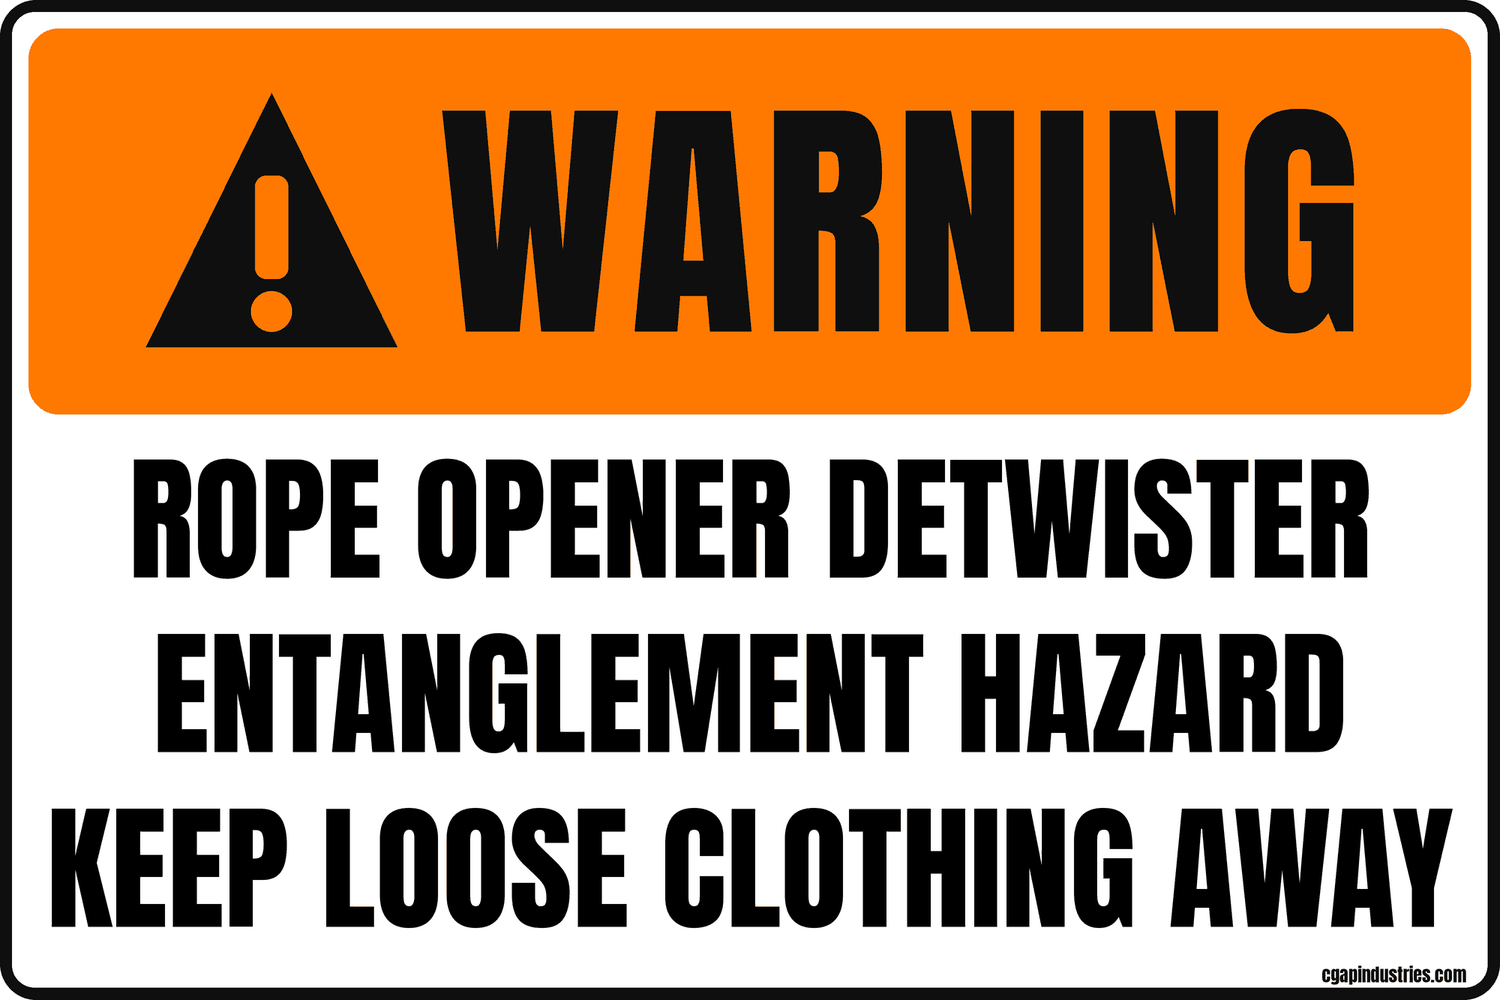 WARNING
ROPE OPENER DETWISTER
ENTANGLEMENT HAZARD
KEEP LOOSE CLOTHING AWAY
cgapindustries.com